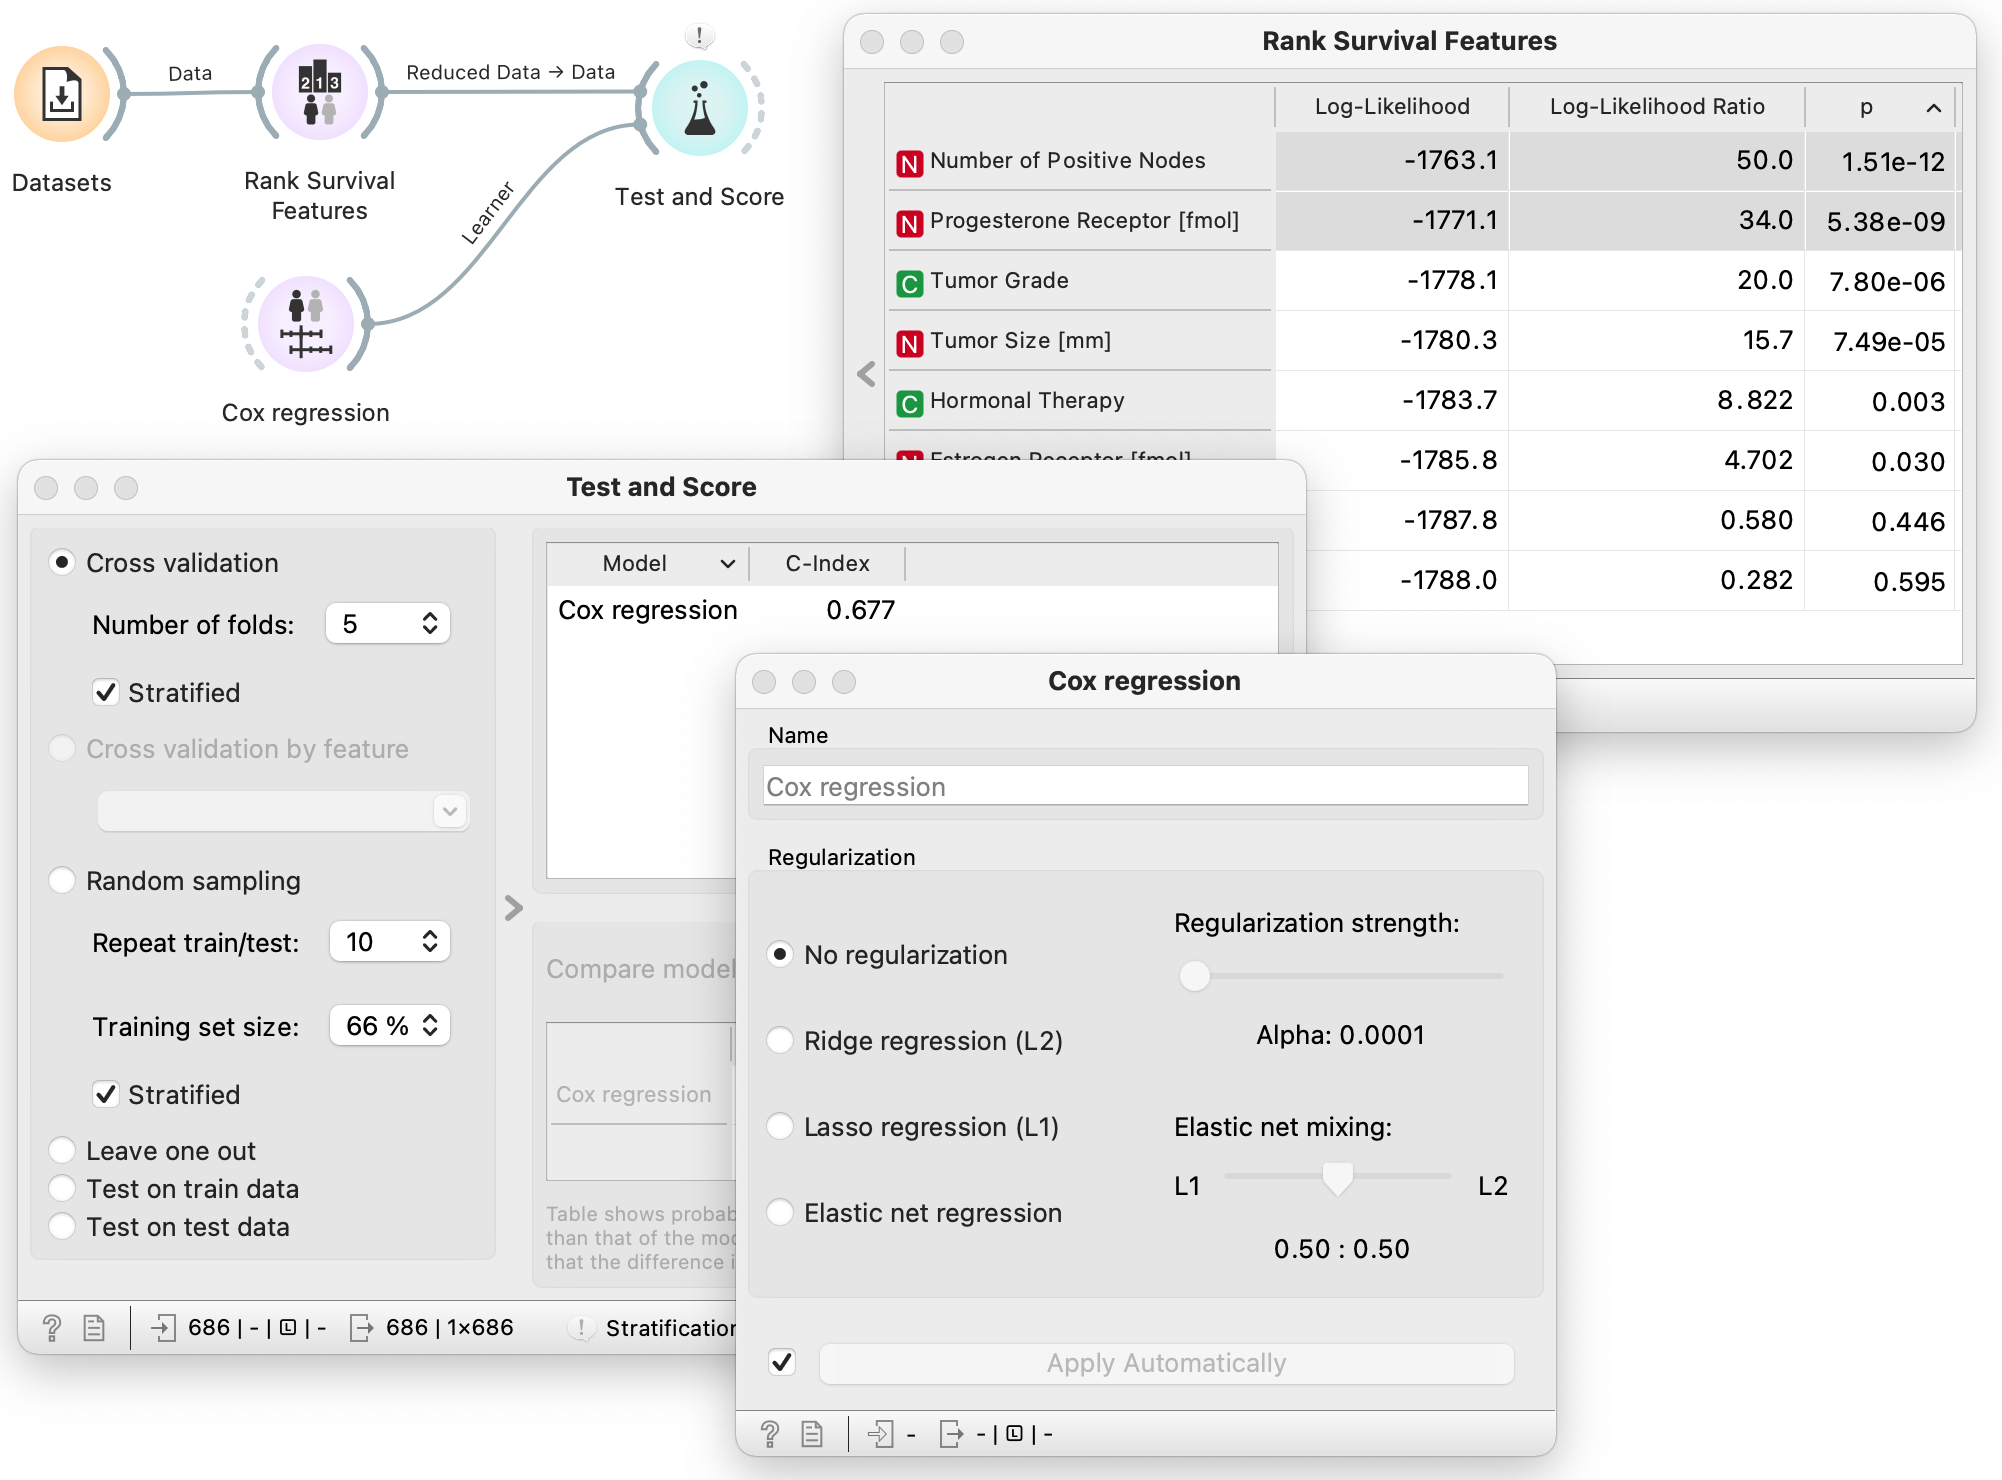 Data
Reduced Data → Data
Learner
Datasets
Rank Survival
Features
Test and Score
Cox regression
Rank Survival Features
Log-Likelihood Log-Likelihood Ratio p
N Number of Positive Nodes -1763.1 50.0 1.51e-12
N Progesterone Receptor [fmol] -1771.1 34.0 5.38e-09
C Tumor Grade -1778.1 20.0 7.80e-06
N Tumor Size [mm] -1780.3 15.7 7.49e-05
C Hormonal Therapy -1783.7 8.822 0.003
N Estrogen Receptor [fmol] -1785.8 4.702 0.030
-1787.8 0.580 0.446
-1788.0 0.282 0.595
Test and Score
Cross validation
Number of folds: 5
Stratified
Cross validation by feature
Random sampling
Repeat train/test: 10
Training set size: 66 %
Stratified
Leave one out
Test on train data
Test on test data
Model C-Index
Cox regression 0.677
Compare model
Cox regression
Table shows probab
than that of the mo
that the difference i
686 | - | L | - 686 | 1×686 Stratification
Cox regression
Name
Cox regression
Regularization
No regularization
Ridge regression (L2)
Lasso regression (L1)
Elastic net regression
Regularization strength:
Alpha: 0.0001
Elastic net mixing:
L1 L2
0.50 : 0.50
Apply Automatically
- - | L | -